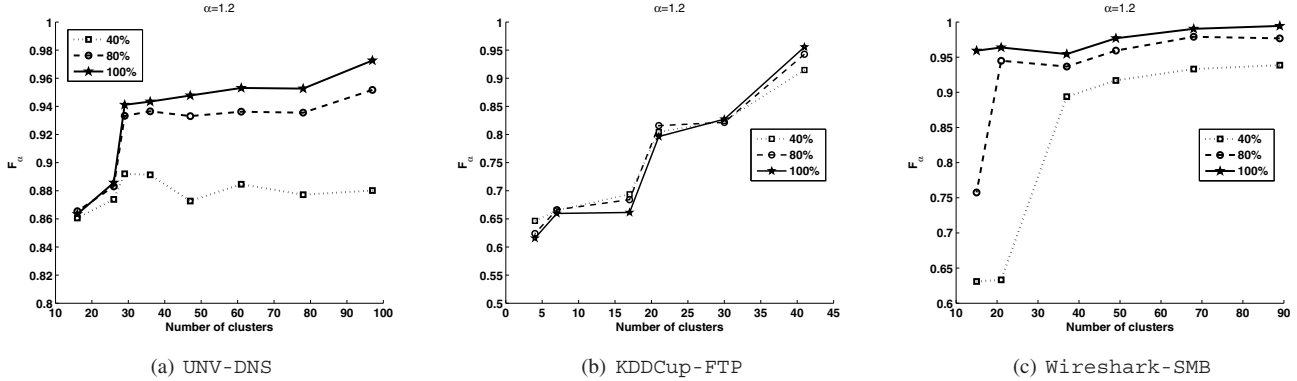 α=1.2
1
0.98
0.96
0.94
0.92
0.9
0.88
0.86
0.84
0.82
0.8
Fα
40%
80%
100%
10 20 30 40 50 60 70 80 90 100
Number of clusters
(a) UNV-DNS
α=1.2
1
0.95
0.9
0.85
0.8
0.75
0.7
0.65
0.6
0.55
0.5
Fα
40%
80%
100%
0 5 10 15 20 25 30 35 40 45
Number of clusters
(b) KDDCup-FTP
α=1.2
1
0.95
0.9
0.85
0.8
0.75
0.7
0.65
0.6
Fα
40%
80%
100%
10 20 30 40 50 60 70 80 90
Number of clusters
(c) Wireshark-SMB